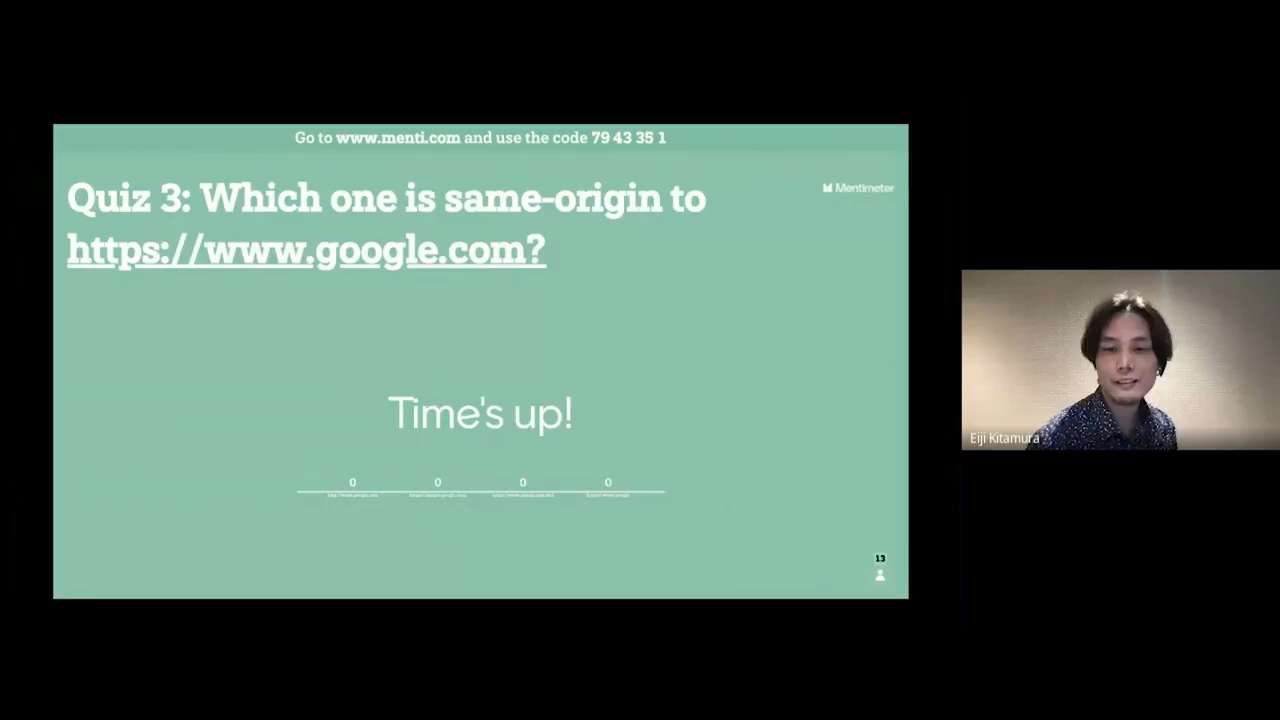 Go to www.menti.com and use the code 79 43 35 1
Mentimeter
Quiz 3: Which one is same-origin to
https://www.google.com?
Time's up!
0 0 0 0
13
Eiji Kitamura